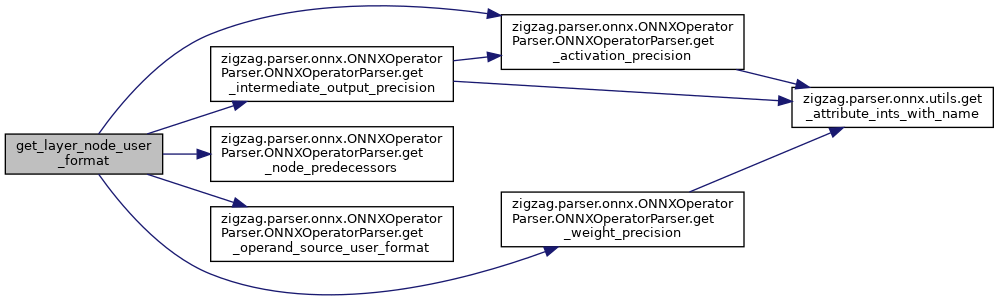 get_layer_node_user
_format
zigzag.parser.onnx.ONNXOperator
Parser.ONNXOperatorParser.get
_intermediate_output_precision
zigzag.parser.onnx.ONNXOperator
Parser.ONNXOperatorParser.get
_node_predecessors
zigzag.parser.onnx.ONNXOperator
Parser.ONNXOperatorParser.get
_operand_source_user_format
zigzag.parser.onnx.ONNXOperator
Parser.ONNXOperatorParser.get
_activation_precision
zigzag.parser.onnx.ONNXOperator
Parser.ONNXOperatorParser.get
_weight_precision
zigzag.parser.onnx.utils.get
_attribute_ints_with_name